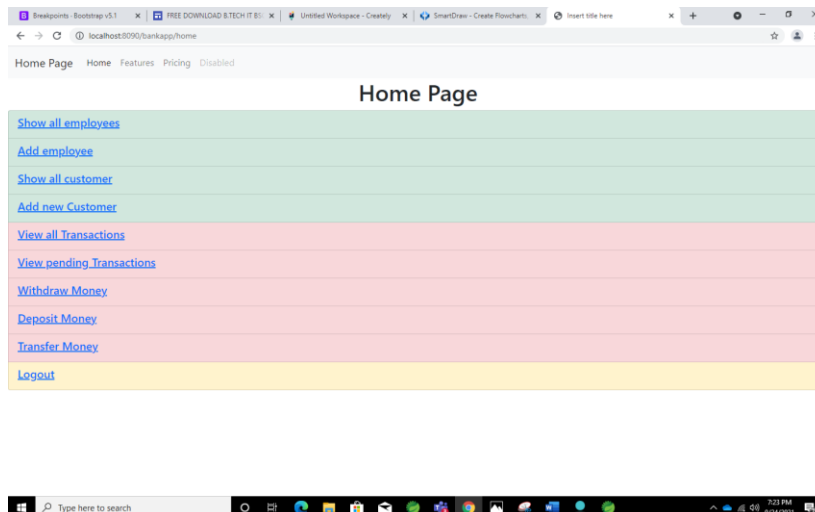 Breakpoints · Bootstrap v5.1
FREE DOWNLOAD B.TECH IT BS
Untitled Workspace - Creately
SmartDraw - Create Flowcharts,
Insert title here
localhost:8090/bankapp/home
Home Page Home Features Pricing Disabled
Home Page
Show all employees
Add employee
Show all customer
Add new Customer
View all Transactions
View pending Transactions
Withdraw Money
Deposit Money
Transfer Money
Logout
Type here to search
7:23 PM